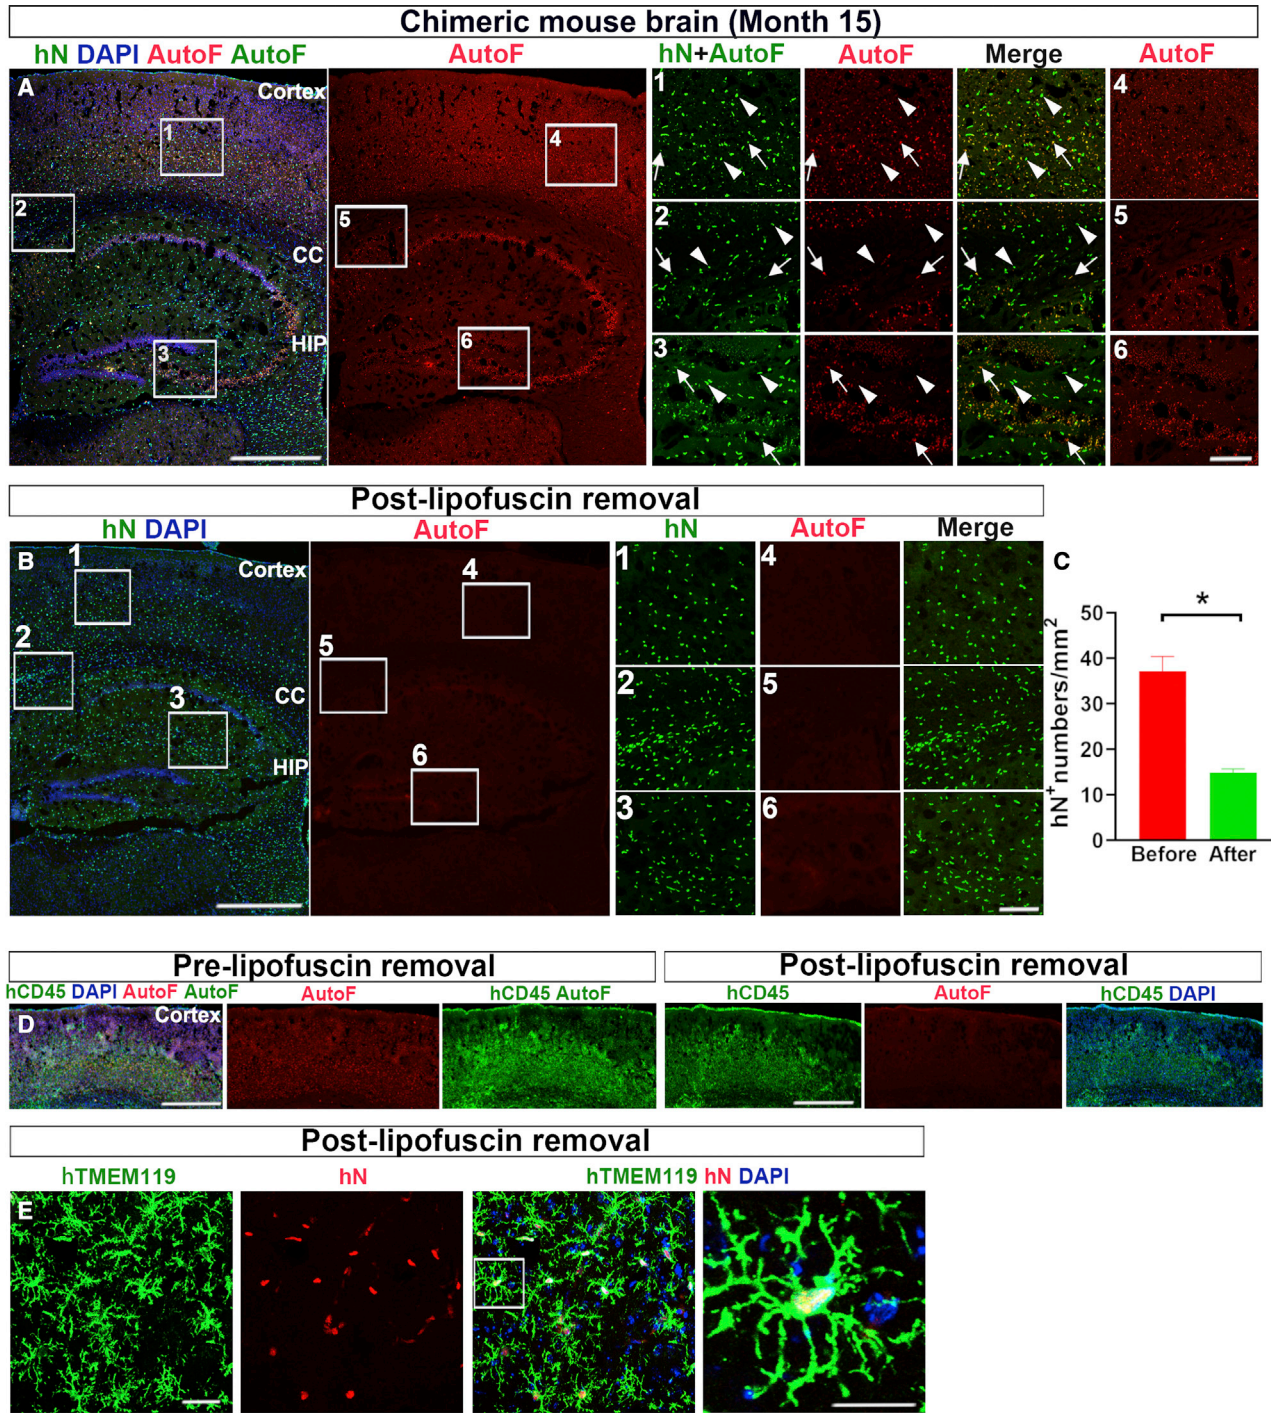 Chimeric mouse brain (Month 15)
hN DAPI AutoF AutoF
AutoF
hN+AutoF
AutoF
Merge
AutoF
A
Cortex
1
2
CC
HIP
3
4
5
6
1
2
3
4
5
6
Post-lipofuscin removal
hN DAPI
AutoF
hN
AutoF
Merge
B
1
Cortex
2
CC
3
HIP
4
5
6
1
2
3
4
5
6
C
*
hN+numbers/mm2
50
40
30
20
10
0
Before After
Pre-lipofuscin removal
Post-lipofuscin removal
hCD45 DAPI AutoF AutoF
AutoF
hCD45 AutoF
hCD45
AutoF
hCD45 DAPI
D
Cortex
Post-lipofuscin removal
hTMEM119
hN
hTMEM119 hN DAPI
E